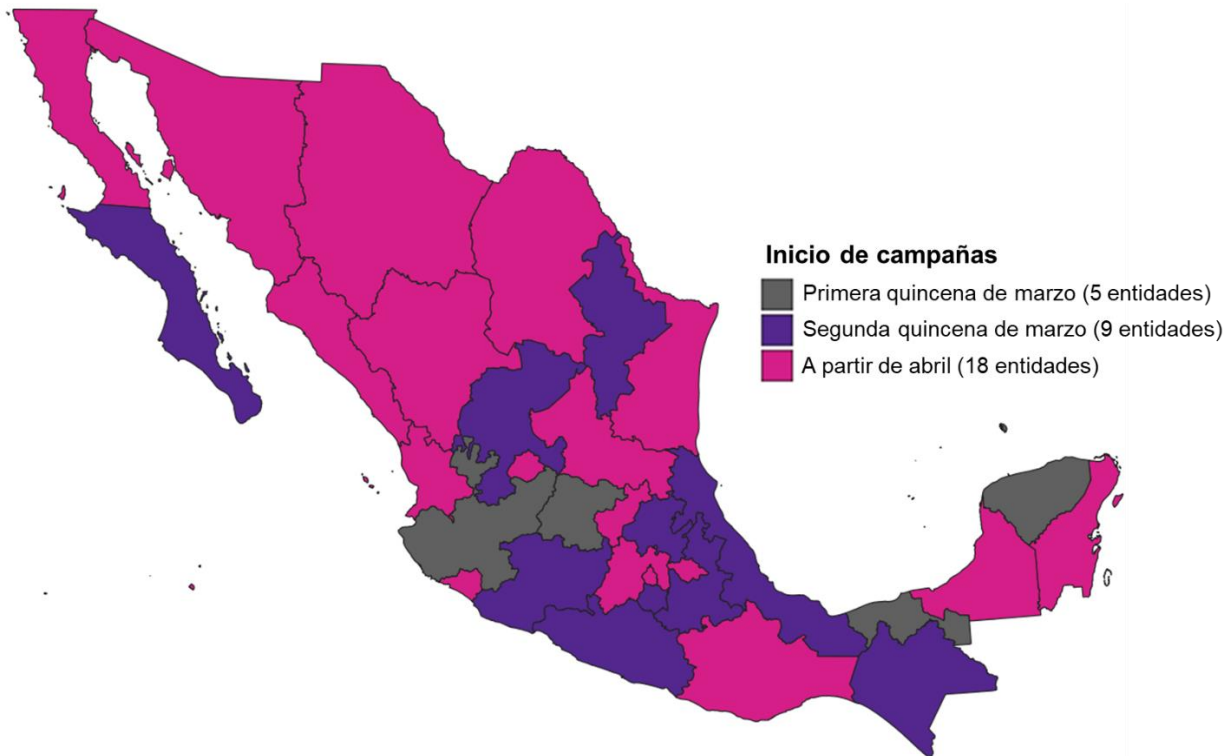 Inicio de campañas
Primera quincena de marzo (5 entidades)
Segunda quincena de marzo (9 entidades)
A partir de abril (18 entidades)